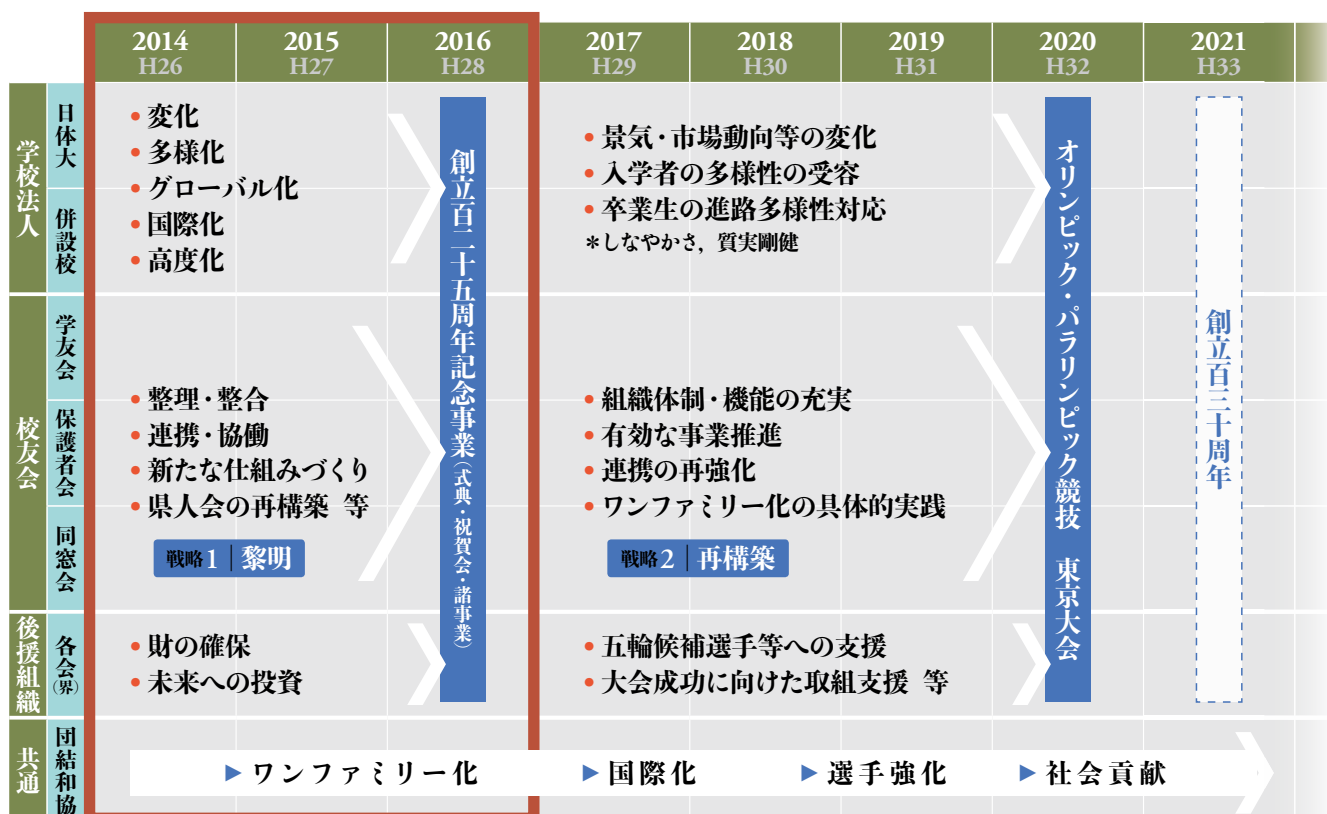 2014
H26
2015
H27
2016
H28
2017
H29
2018
H30
2019
H31
2020
H32
2021
H33
学校法人
日体大
併設校
・変化
・多様化
・グローバル化
・国際化
・高度化
創立百二十五周年記念事業(式典・祝賀会・諸事業)
・景気・市場動向等の変化
・入学者の多様性の受容
・卒業生の進路多様性対応
＊しなやかさ，質実剛健
オリンピック・パラリンピック競技 東京大会
創立百三十周年
校友会
学友会
保護者会
同窓会
・整理・整合
・連携・協働
・新たな仕組みづくり
・県人会の再構築 等
戦略1｜黎明
・組織体制・機能の充実
・有効な事業推進
・連携の再強化
・ワンファミリー化の具体的実践
戦略2｜再構築
後援組織
各会(界)
・財の確保
・未来への投資
・五輪候補選手等への支援
・大会成功に向けた取組支援 等
共通
団結和協
▶ワンファミリー化
▶国際化
▶選手強化
▶社会貢献